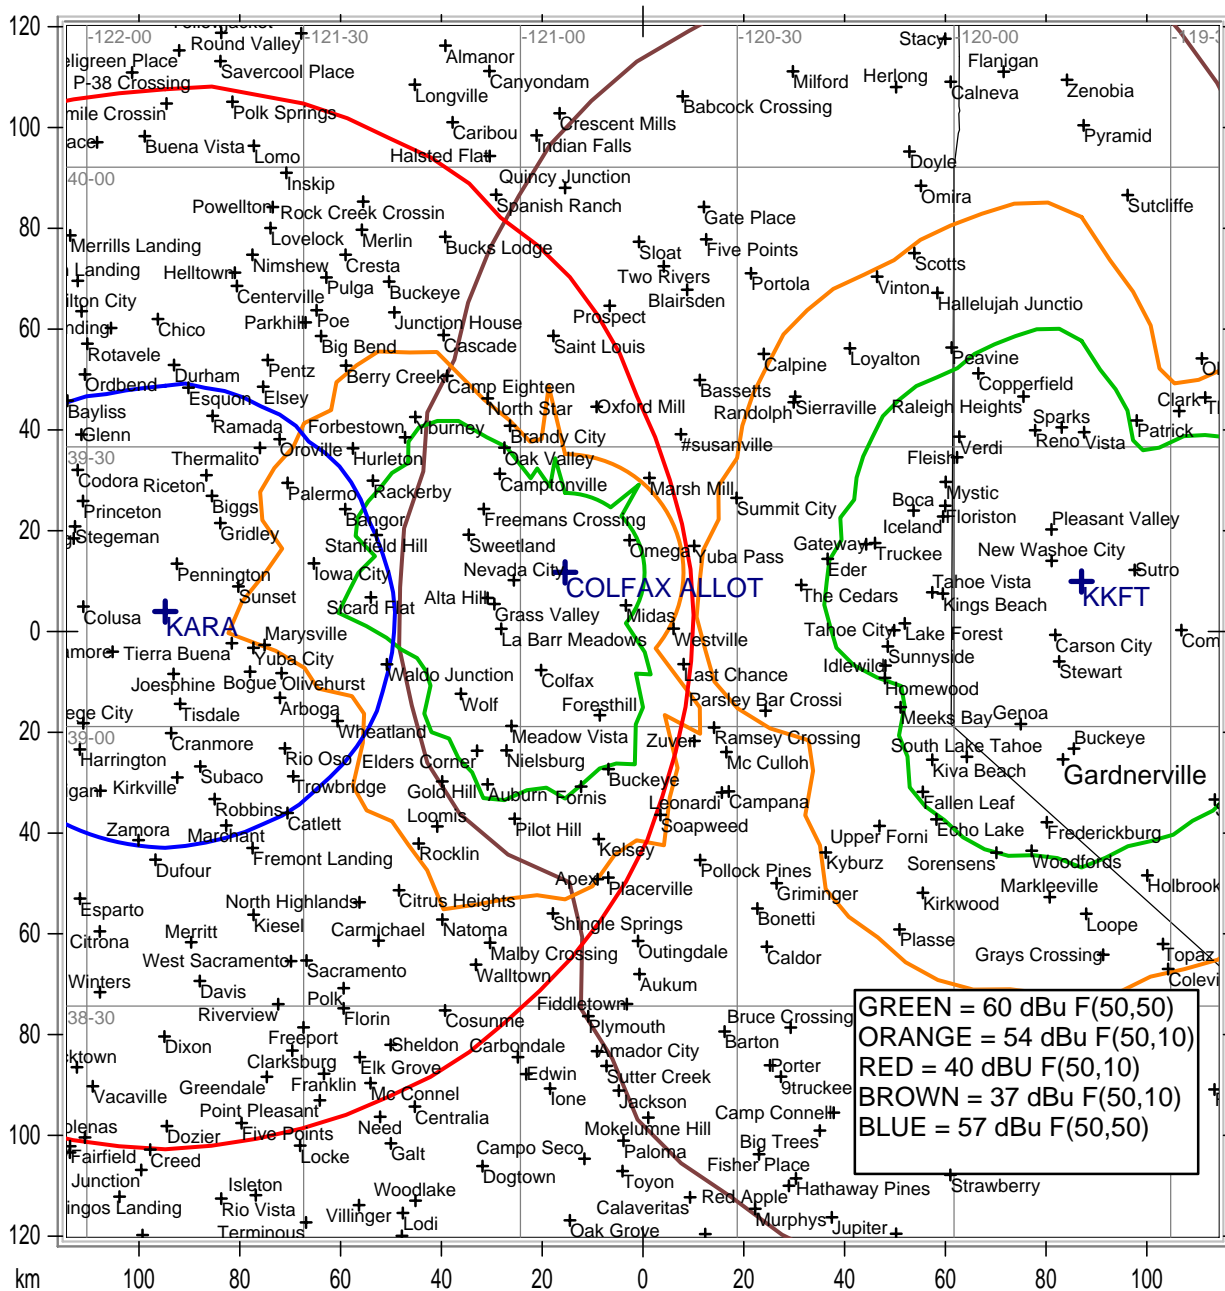 120
100
80
60
40
20
0
20
40
60
80
100
120
-122-00
-121-30
-121-00
-120-30
-120-00
40-00
39-30
39-00
38-30
Round Valley
Almanor
Stacy
Flanigan
Savercool Place
P-38 Crossing
Canyondam
Milford
Herlong
Calneva
Zenobia
Longville
Babcock Crossing
Polk Springs
Crescent Mills
Caribou
Pyramid
Buena Vista
Lomo
Halsted Flat
Indian Falls
Doyle
Inskip
Quincy Junction
Omira
Sutcliffe
Powellton
Rock Creek Crossin
Spanish Ranch
Gate Place
Merrills Landing
Lovelock
Merlin
Bucks Lodge
Sloat
Five Points
Scotts
Nimshew
Cresta
Helltown
Two Rivers
Portola
Vinton
Centerville
Pulga
Buckeye
Blairsden
Hallelujah Junctio
Parkhill
Poe
Junction House
Prospect
Chico
Big Bend
Cascade
Saint Louis
Rotavele
Calpine
Loyalton
Peavine
Durham
Pentz
Berry Creek
Camp Eighteen
Copperfield
Ordbend
Esquon
Elsey
North Star
Oxford Mill
Bassetts
Randolph
Sierraville
Raleigh Heights
Clark
Bayliss
Ramada
Forbestown
Yburney
Brandy City
#susanville
Sparks
Reno
Vista
Patrick
Glenn
Oroville
Hurleton
Oak Valley
Verdi
Thermalito
Fleish
Codora
Riceton
Palermo
Rackerby
Camptonville
Marsh Mill
Mystic
Princeton
Biggs
Bangor
Freemans Crossing
Summit City
Boca
Floriston
Stegeman
Gridley
Stanfield Hill
Sweetland
Omega
Yuba Pass
Iceland
Pleasant Valley
Gateway
Truckee
New Washoe City
Pennington
Iowa City
Nevada City
COLFAX ALLOT
Eder
Sutro
Sunset
Sicard Flat
Alta Hill
The Cedars
Tahoe Vista
Kings Beach
KKFT
Colusa
KARA
Grass Valley
Midas
Marysville
La Barr Meadows
Westville
Tahoe City
Lake Forest
Carson City
Tierra Buena
Yuba City
Waldo Junction
Last Chance
Idlewild
Sunnyside
Stewart
Joesphine
Bogue
Olivehurst
Colfax
Homewood
Tisdale
Arboga
Wolf
Foresthill
Parsley Bar Crossi
Meeks Bay
Genoa
Cranmore
Wheatland
Meadow Vista
Zuver
Ramsey Crossing
Harrington
Rio Oso
Elders Corner
Nielsburg
Mc Culloh
South Lake Tahoe
Buckeye
Kirkville
Subaco
Trowbridge
Gold Hill
Auburn
Fornis
Buckeye
Kiva Beach
Gardnerville
Robbins
Leonardi
Campana
Fallen Leaf
Zamora
Marchant
Catlett
Loomis
Pilot Hill
Soapweed
Upper Forni
Echo Lake
Frederickburg
Dufour
Fremont Landing
Rocklin
Kelsey
Pollock Pines
Kyburz
Sorensens
Woodfords
Esparto
North Highlands
Citrus Heights
Apex
Placerville
Griminger
Kirkwood
Markleeville
Holbrook
Kiesel
Natoma
Shingle Springs
Bonetti
Loope
Citrona
Merritt
Carmichael
Malby Crossing
Outingdale
Plasse
Topaz
West Sacramento
Sacramento
Walltown
Caldor
Grays Crossing
Winters
Davis
Polk
Aukum
Riverview
Florin
Cosumne
Fiddletown
Freeport
Plymouth
Bruce Crossing
Dixon
Sheldon
Carbondale
Amador City
Barton
Clarksburg
Elk Grove
Porter
Vacaville
Greendale
Franklin
Mc Connel
Edwin
Sutter Creek
9truckee
Ione
Jackson
Point Pleasant
Need
Centralia
Camp Connell
Dozier
Five Points
Mokelumne Hill
Big Trees
Fairfield
Creed
Locke
Galt
Campo Seco
Paloma
Fisher Place
Junction
Dogtown
Toyon
Hathaway Pines
Strawberry
Isleton
Woodlake
Rio Vista
Villinger
Calaveritas
Red Apple
Terminous
Lodi
Oak Grove
Murphys
Jupiter
GREEN = 60 dBu F(50,50)
ORANGE = 54 dBu F(50,10)
RED = 40 dBU F(50,10)
BROWN = 37 dBu F(50,10)
BLUE = 57 dBu F(50,50)
km
100
80
60
40
20
0
20
40
60
80
100